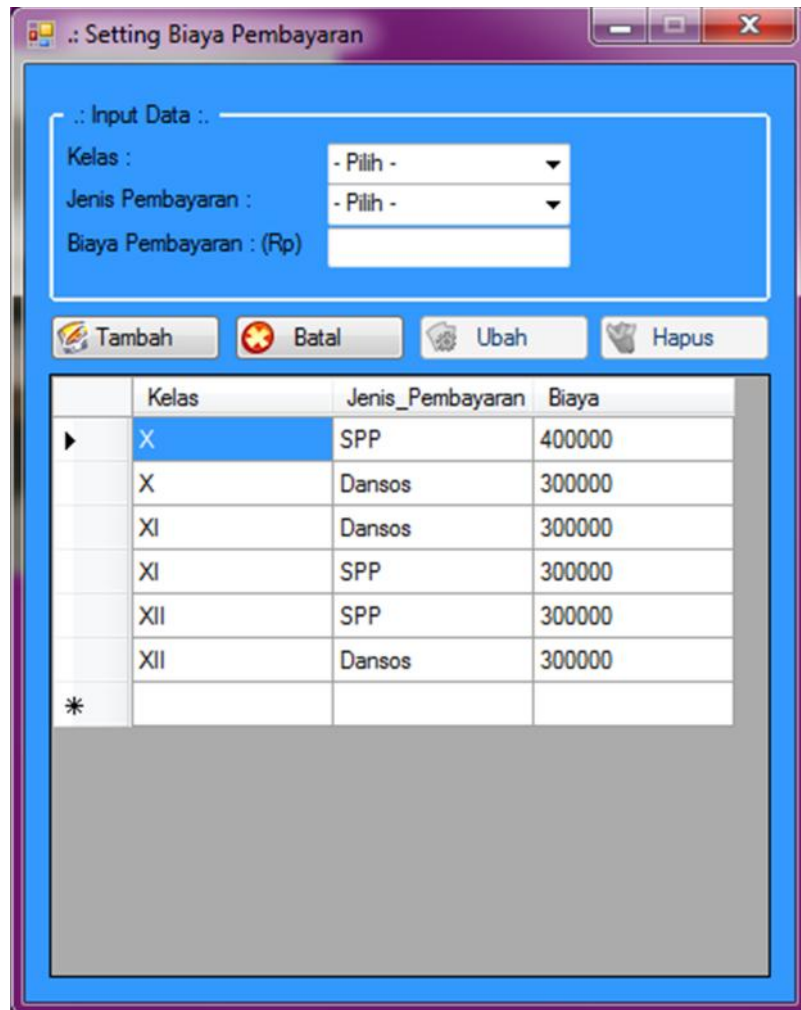 .: Setting Biaya Pembayaran
.: Input Data :.
Kelas : - Pilih -
Jenis Pembayaran : - Pilih -
Biaya Pembayaran : (Rp)
Tambah Batal Ubah Hapus
Kelas Jenis_Pembayaran Biaya
X SPP 400000
X Dansos 300000
XI Dansos 300000
XI SPP 300000
XII SPP 300000
XII Dansos 300000